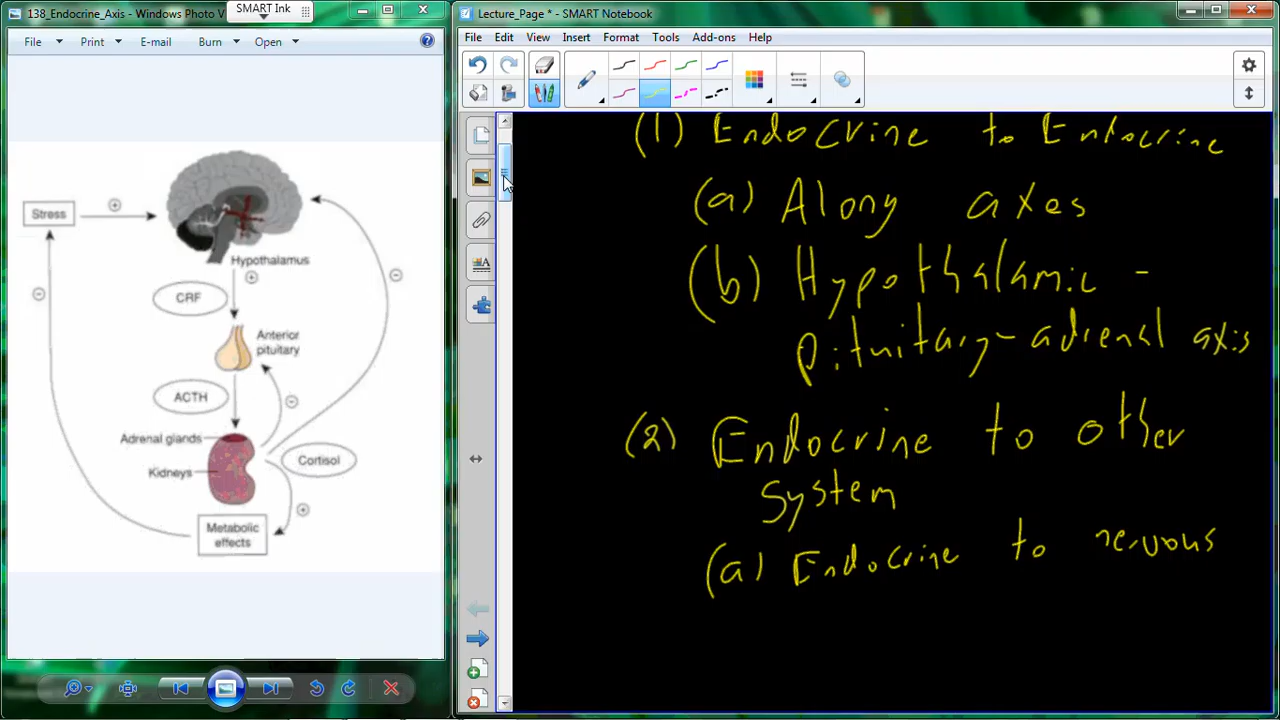 138_Endocrine_Axis - Windows Photo V
SMART Ink
File Print E-mail Burn Open
Stress
Hypothalamus
CRF
Anterior
pituitary
ACTH
Adrenal glands
Kidneys
Cortisol
Metabolic
effects
Lecture_Page * - SMART Notebook
File Edit View Insert Format Tools Add-ons Help
(1) Endocrine to Endocrine
(a) Along axes
(b) Hypothalamic -
pituitary-adrenal axis
(2) Endocrine to other
system
(a) Endocrine to nervous